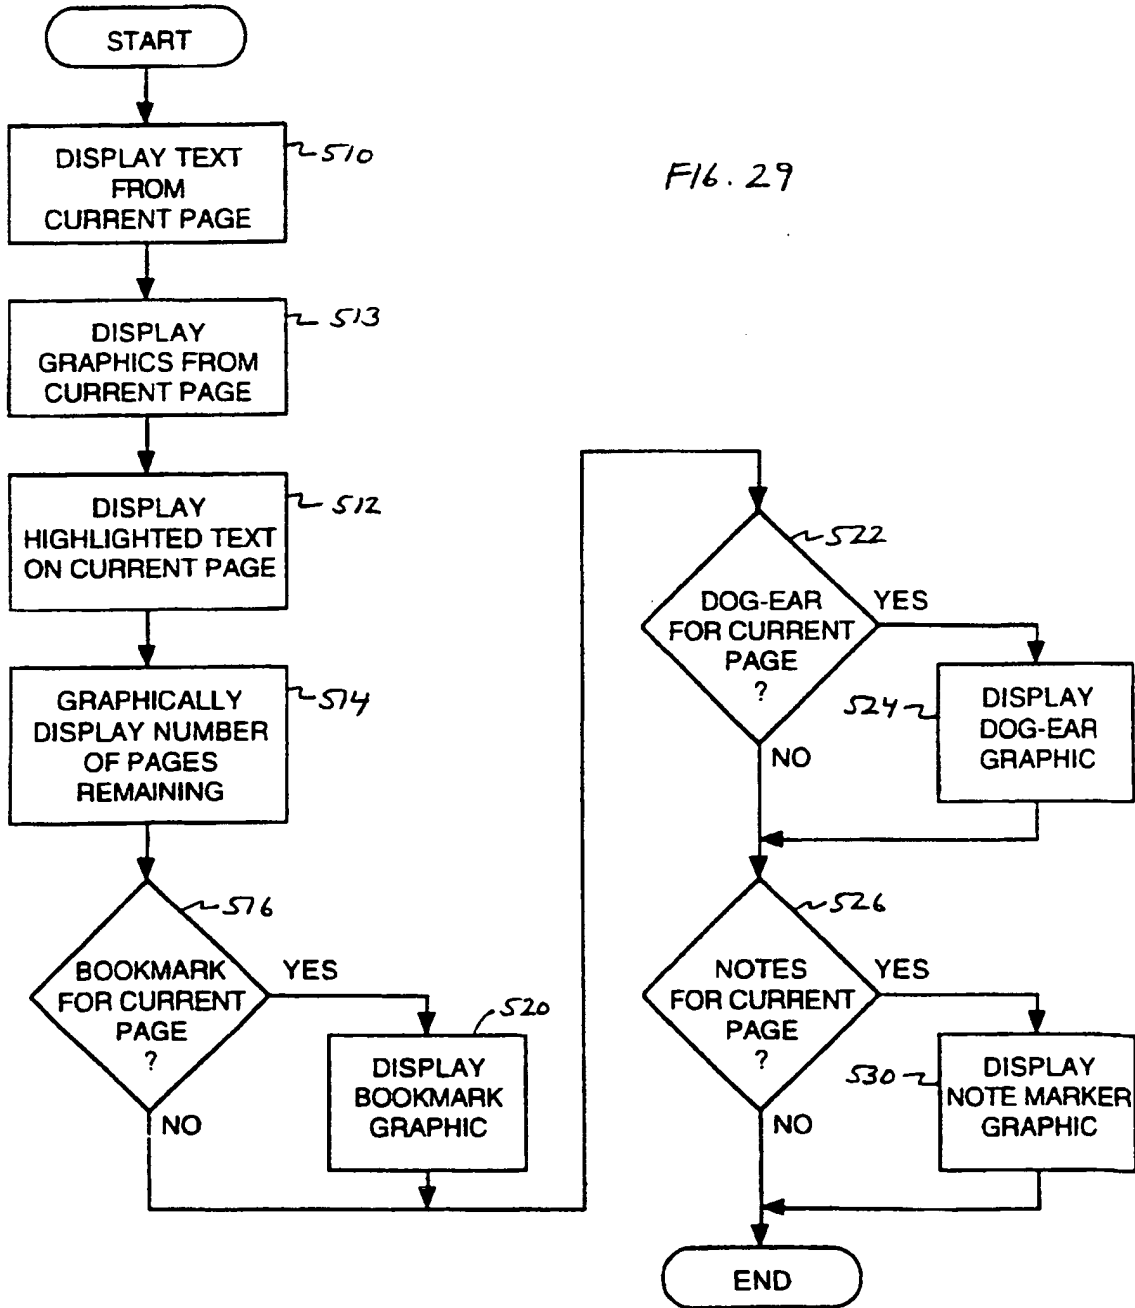 START
DISPLAY TEXT
FROM
CURRENT PAGE
510
FIG. 29
DISPLAY
GRAPHICS FROM
CURRENT PAGE
513
DISPLAY
HIGHLIGHTED TEXT
ON CURRENT PAGE
512
GRAPHICALLY
DISPLAY NUMBER
OF PAGES
REMAINING
514
BOOKMARK
FOR CURRENT
PAGE
?
516
YES
NO
DISPLAY
BOOKMARK
GRAPHIC
520
DOG-EAR
FOR CURRENT
PAGE
?
522
YES
NO
DISPLAY
DOG-EAR
GRAPHIC
524
NOTES
FOR CURRENT
PAGE
?
526
YES
NO
DISPLAY
NOTE MARKER
GRAPHIC
530
END